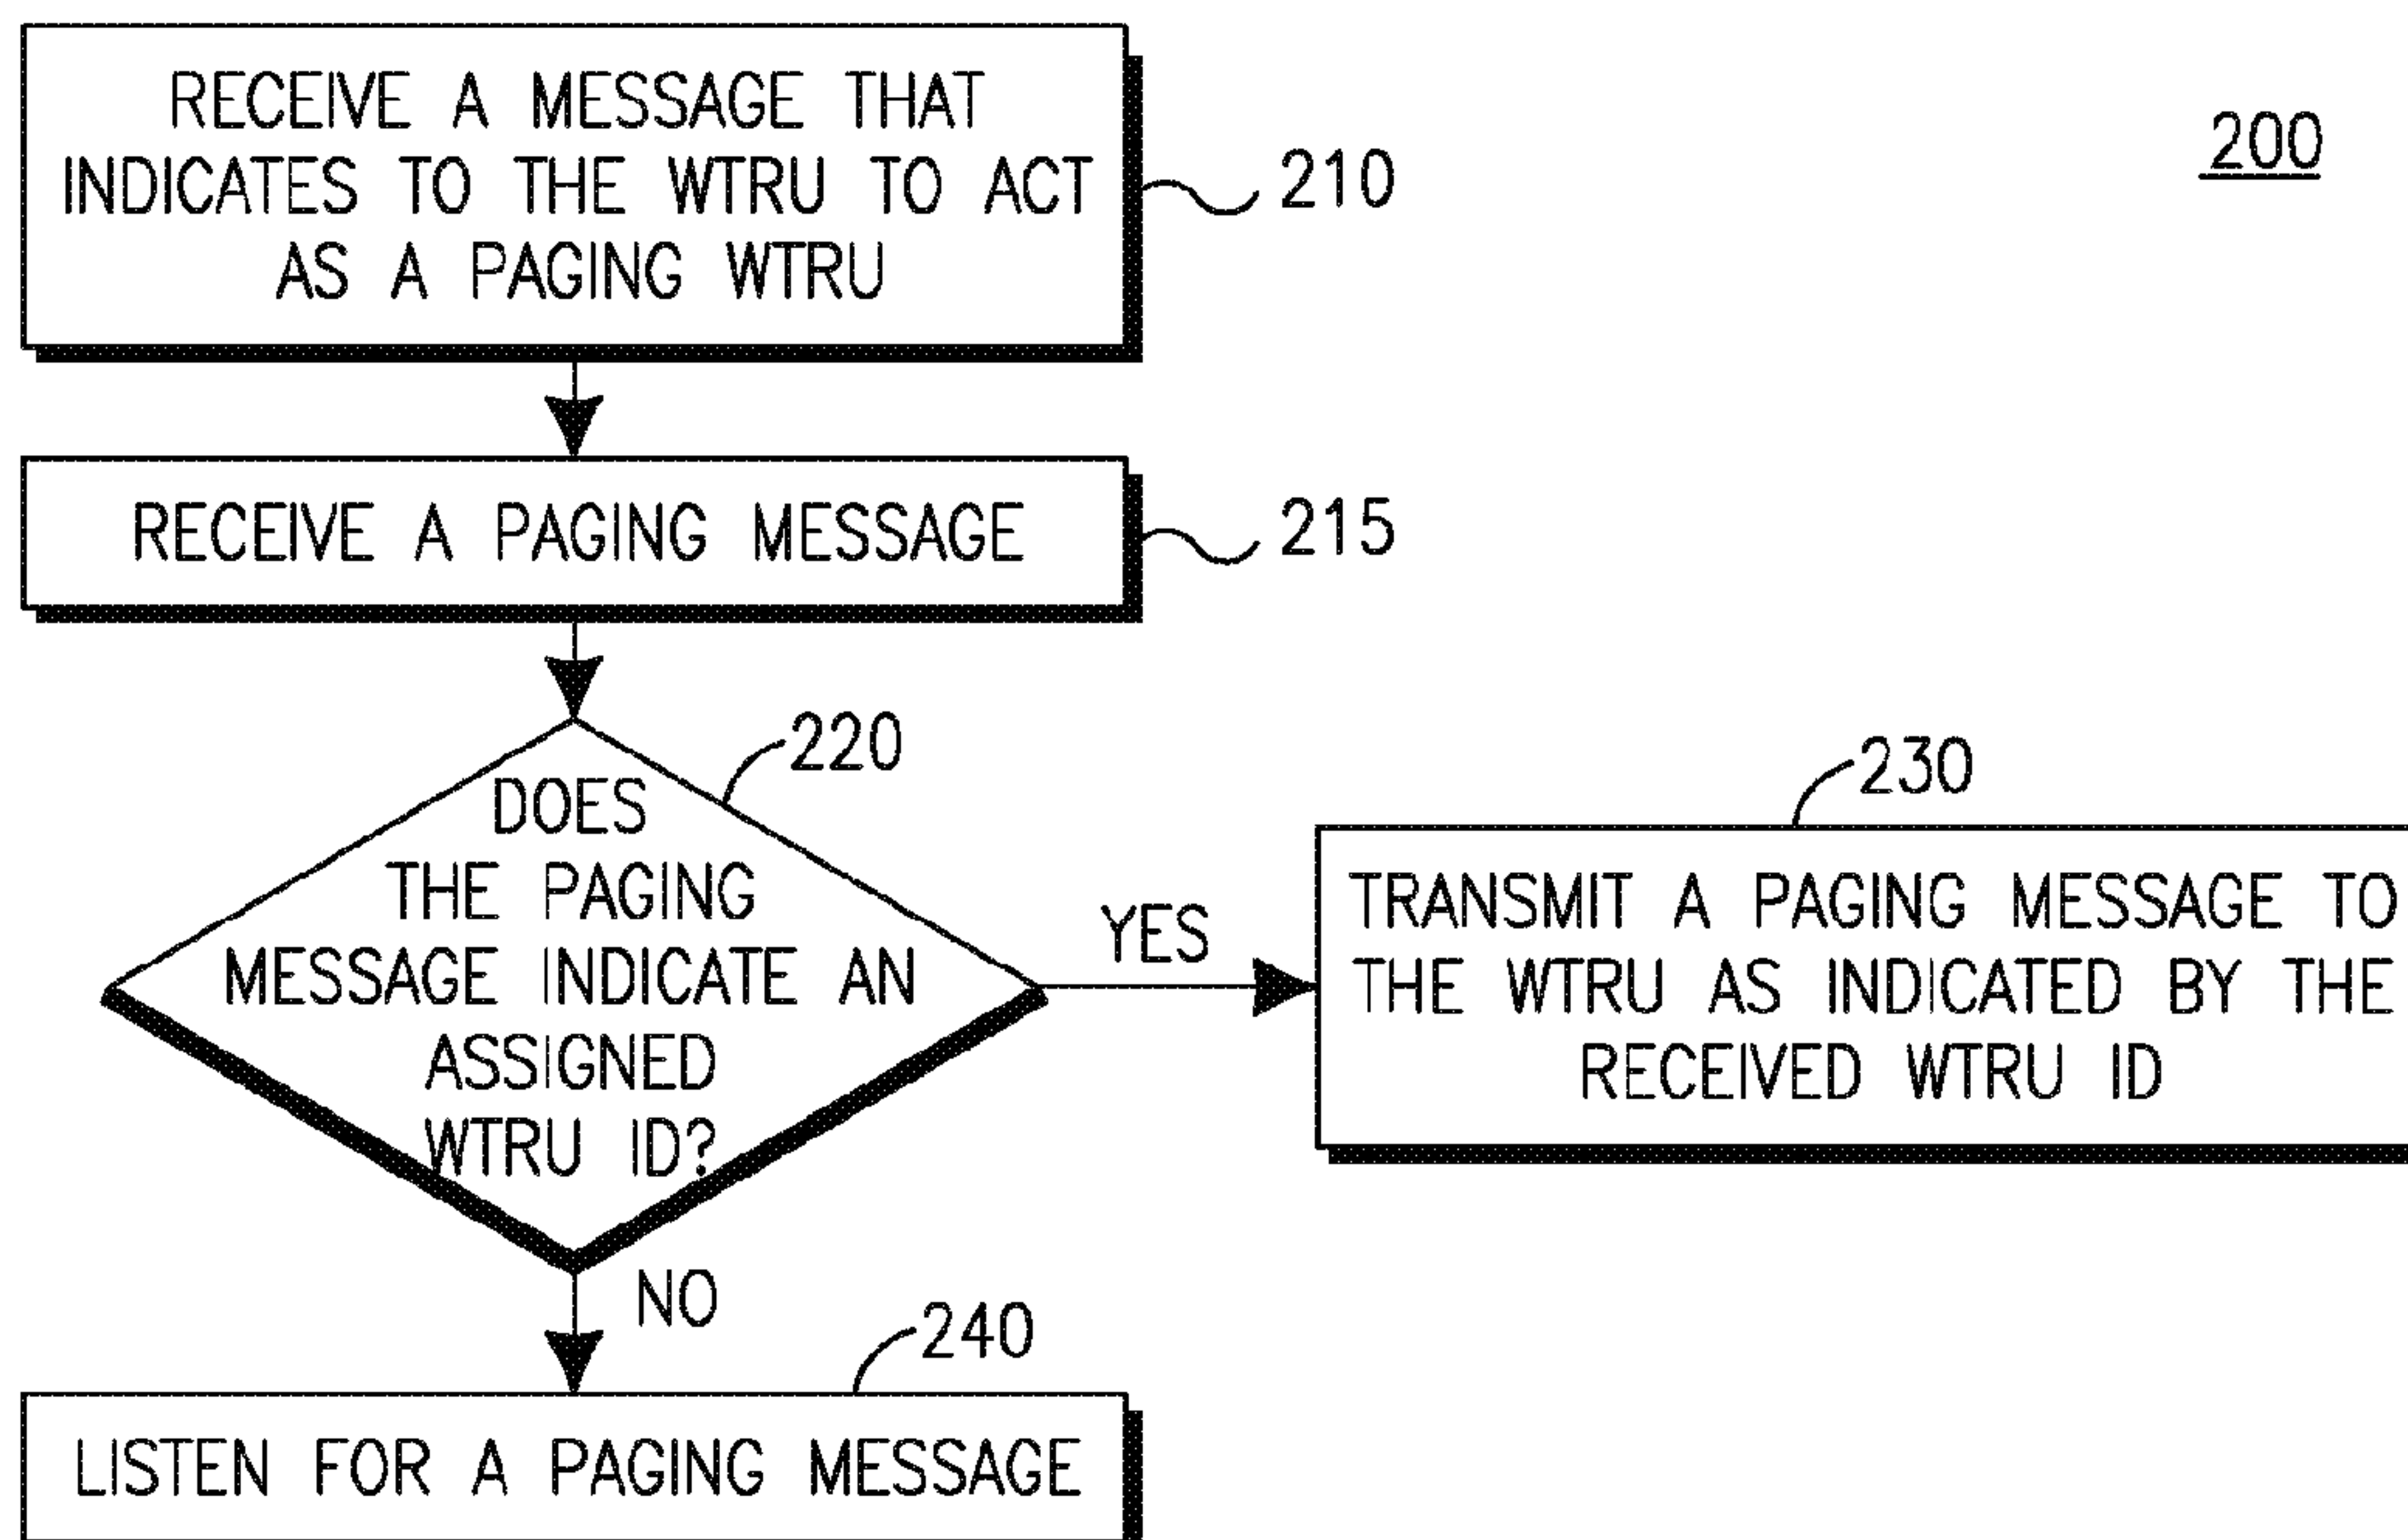 RECEIVE A MESSAGE THAT
INDICATES TO THE WTRU TO ACT
AS A PAGING WTRU
210
200
RECEIVE A PAGING MESSAGE
215
220
DOES
THE PAGING
MESSAGE INDICATE AN
ASSIGNED
WTRU ID?
YES
230
TRANSMIT A PAGING MESSAGE TO
THE WTRU AS INDICATED BY THE
RECEIVED WTRU ID
NO
240
LISTEN FOR A PAGING MESSAGE